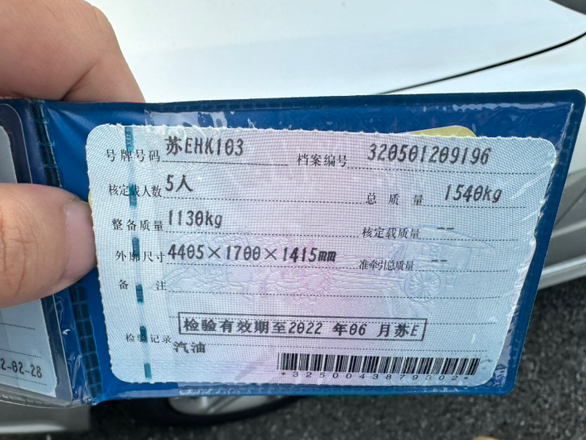 号牌号码 苏EHK103 档案编号 320501209196
核定载人数 5人 总质量 1540kg
整备质量 1130kg 核定载质量 --
外廓尺寸 4405×1700×1415mm 准牵引总质量 --
备注
检验有效期至2022 年06 月苏E
检验记录
汽油
*3250043879302*
2-02-28